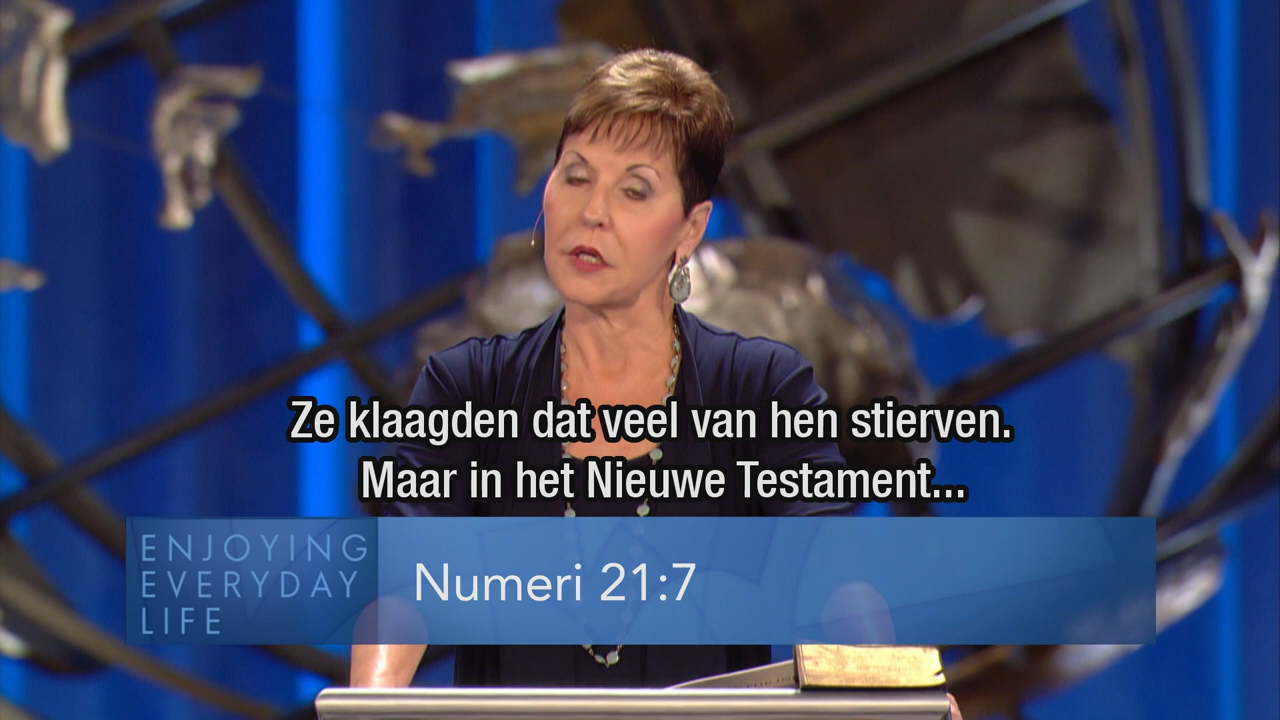 Ze klaagden dat veel van hen stierven.
Maar in het Nieuwe Testament...
ENJOYING
EVERYDAY
LIFE
Numeri 21:7